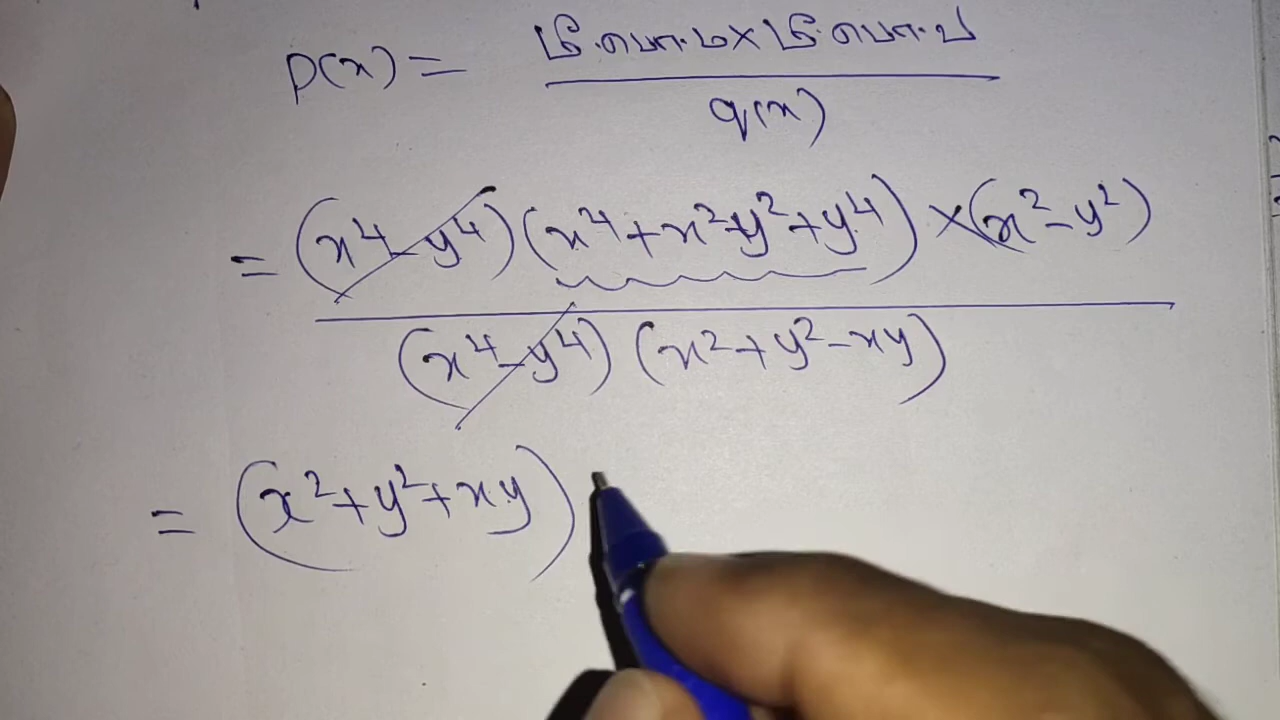 P(x) = மீ.பொ.ம × மீ.பொ.வ
q(x)
= (x⁴ - y⁴) (x⁴ + x²y² + y⁴) × (x² - y²)
(x⁴ - y⁴) (x² + y² - xy)
= (x² + y² + xy)